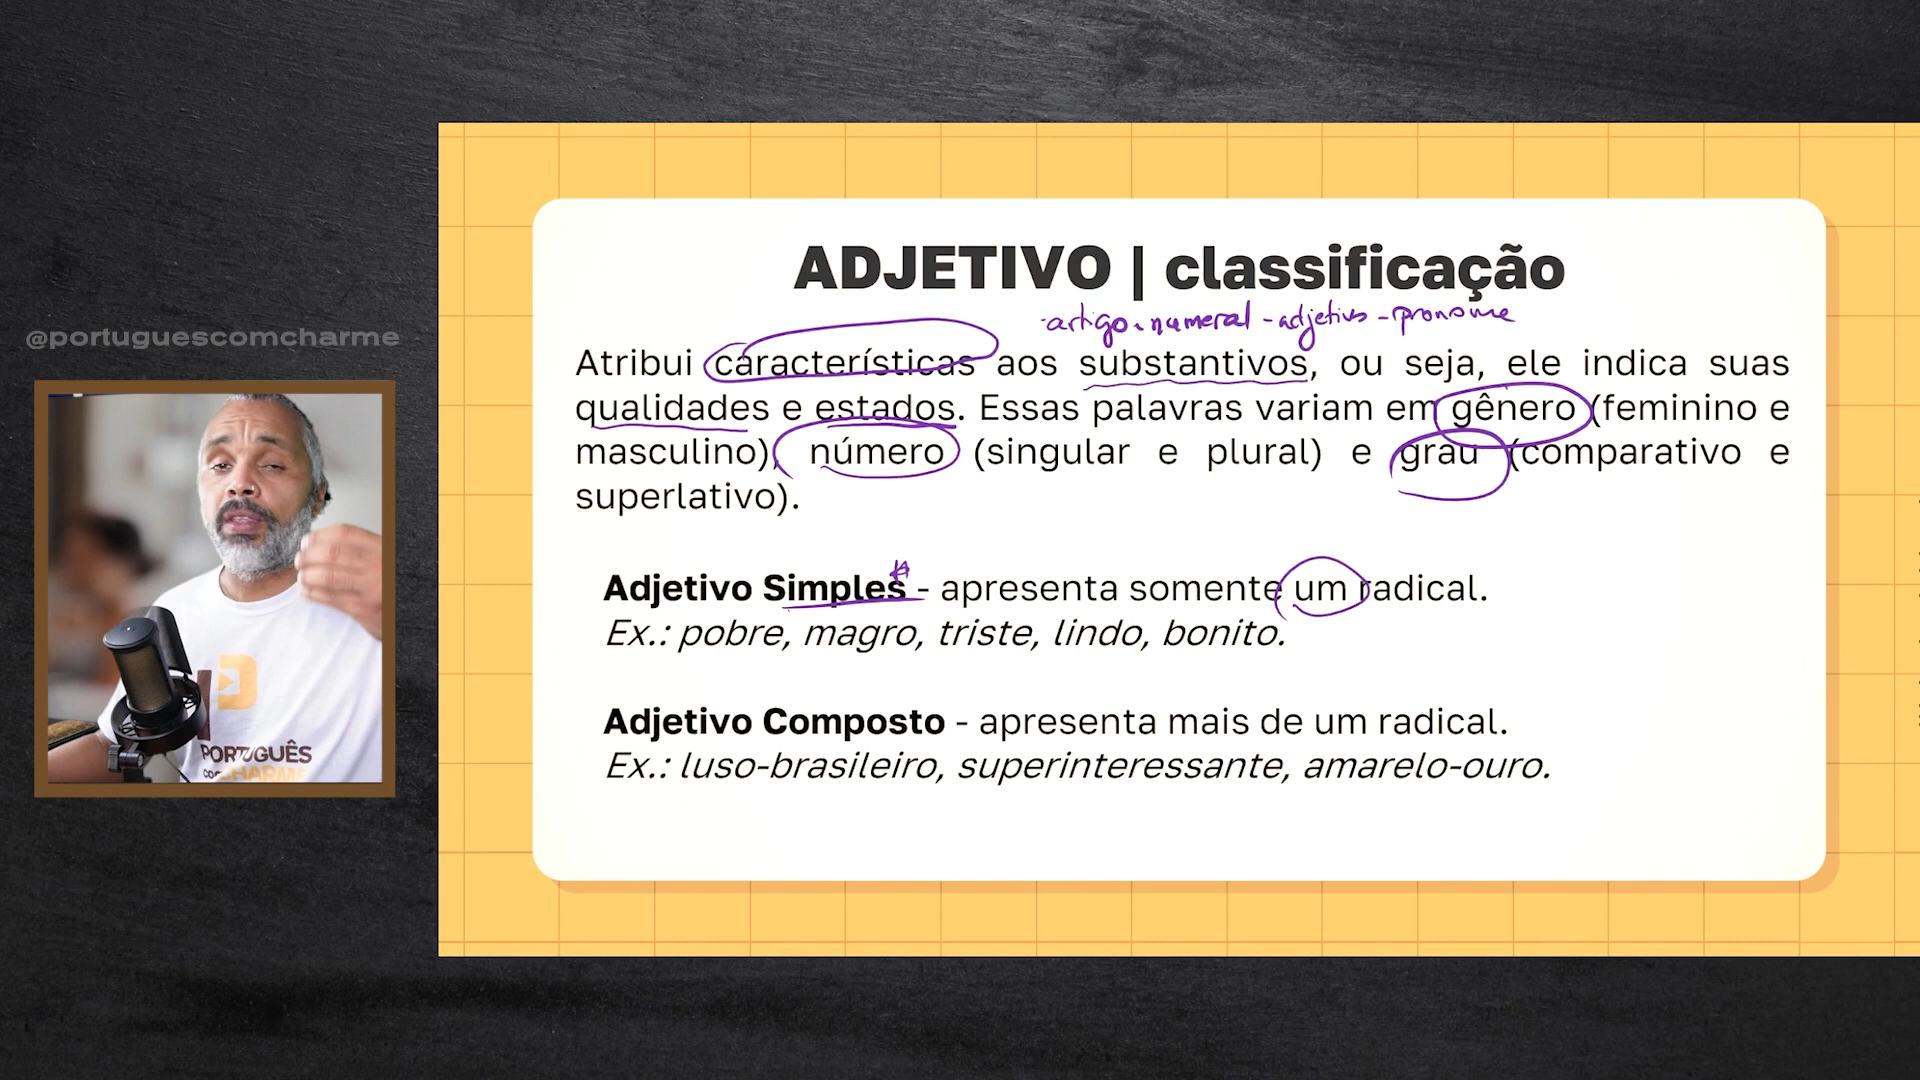 ADJETIVO | classificação
-artigo-numeral-adjetivo-pronome
Atribui características aos substantivos, ou seja, ele indica suas
qualidades e estados. Essas palavras variam em gênero (feminino e
masculino), número (singular e plural) e grau (comparativo e
superlativo).
Adjetivo Simples - apresenta somente um radical.
Ex.: pobre, magro, triste, lindo, bonito.
Adjetivo Composto - apresenta mais de um radical.
Ex.: luso-brasileiro, superinteressante, amarelo-ouro.
@portuguescomcharme
PORTUGUÊS
COM CHARME